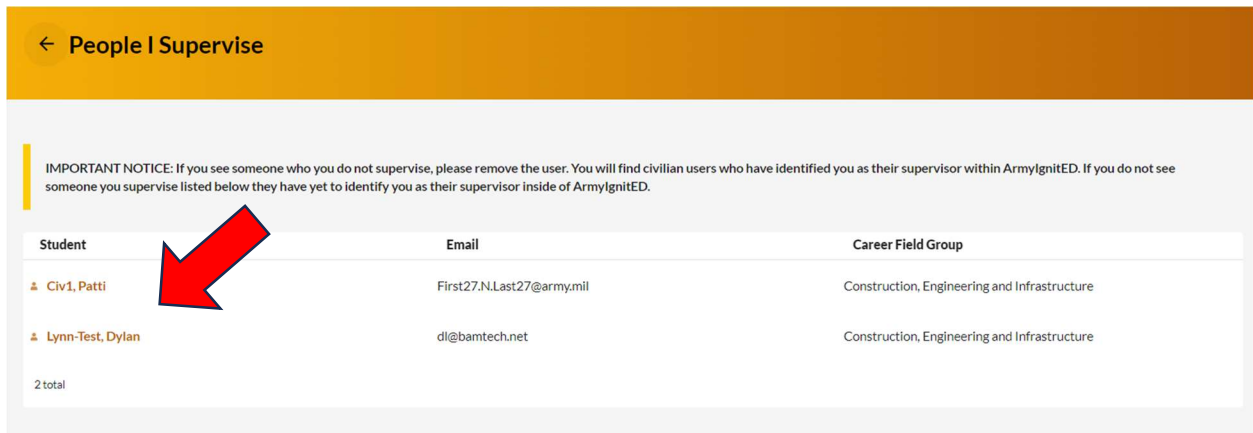 People I Supervise
IMPORTANT NOTICE: If you see someone who you do not supervise, please remove the user. You will find civilian users who have identified you as their supervisor within ArmyIgnitED. If you do not see
someone you supervise listed below they have yet to identify you as their supervisor inside of ArmyIgnitED.
Student Email Career Field Group
Civ1, Patti First27.N.Last27@army.mil Construction, Engineering and Infrastructure
Lynn-Test, Dylan dl@bamtech.net Construction, Engineering and Infrastructure
2 total